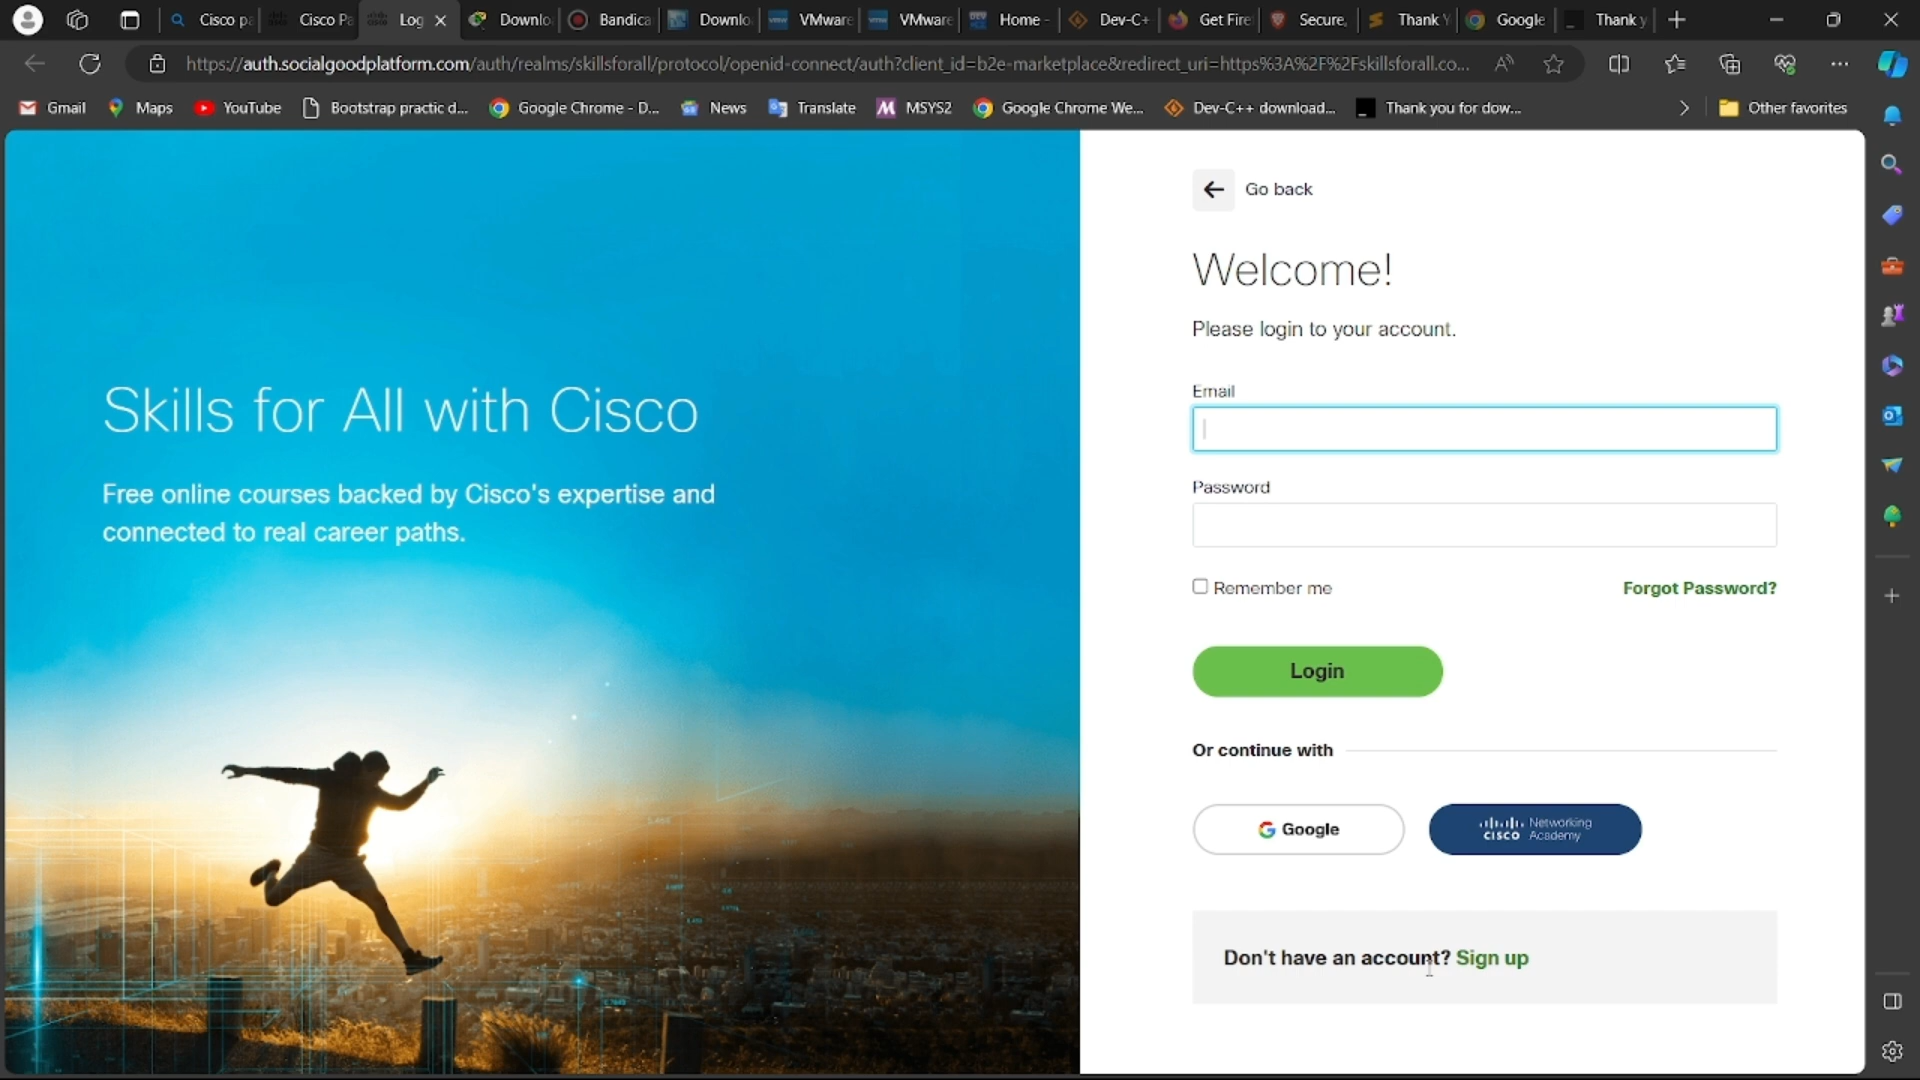 Cisco pa
Cisco Pa
Log
Downlo
Bandica
Downlo
VMware
VMware
Home -
Dev-C+
Get Fire
Secure,
Thank Y
Google
Thank y
https://auth.socialgoodplatform.com/auth/realms/skillsforall/protocol/openid-connect/auth?client_id=b2e-marketplace&redirect_uri=https%3A%2F%2Fskillsforall.co...
Gmail
Maps
YouTube
Bootstrap practic d...
Google Chrome - D...
News
Translate
MSYS2
Google Chrome We...
Dev-C++ download...
Thank you for dow...
Other favorites
Skills for All with Cisco
Free online courses backed by Cisco's expertise and
connected to real career paths.
Go back
Welcome!
Please login to your account.
Email
Password
Remember me
Forgot Password?
Login
Or continue with
Google
CISCO Networking
Academy
Don't have an account? Sign up